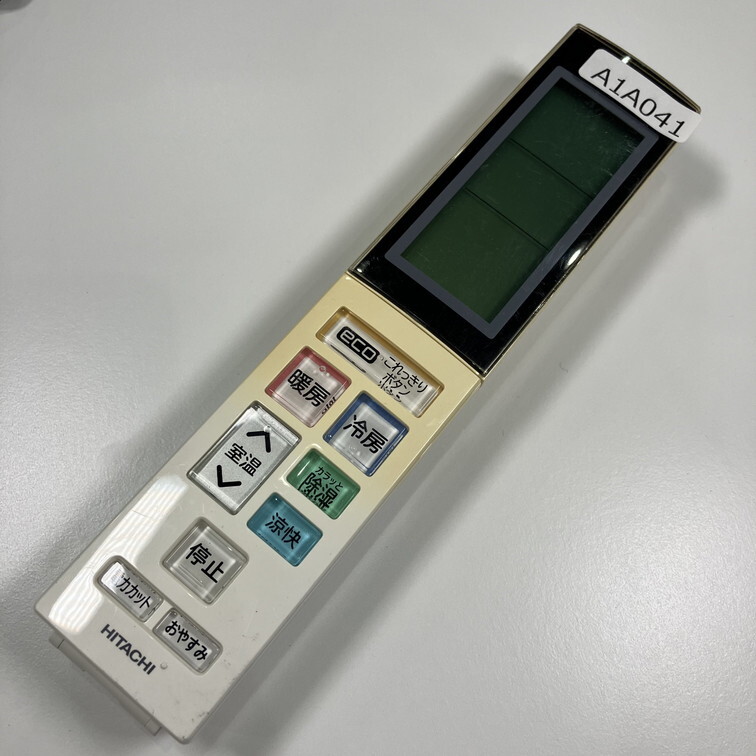 A1A041
eco
これっきり
ボタン
暖房
冷房
室温
カラッと
除湿
涼快
停止
カカット
おやすみ
HITACHI